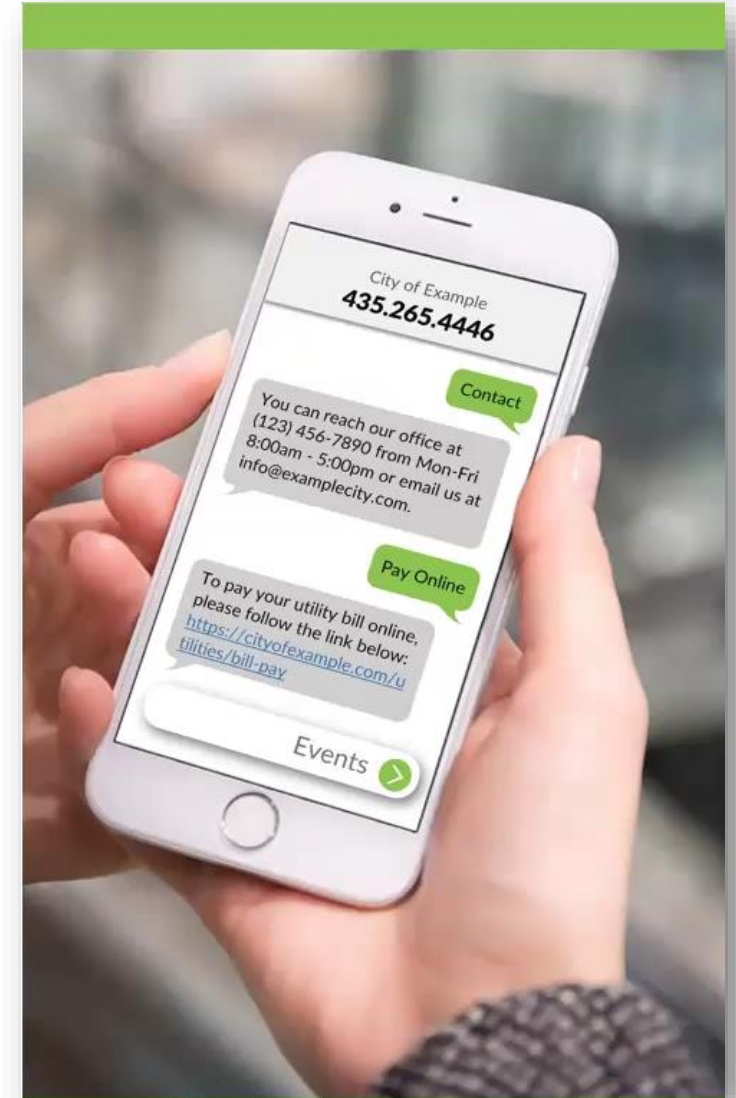 City of Example
435.265.4446
Contact
You can reach our office at
(123) 456-7890 from Mon-Fri
8:00am - 5:00pm or email us at
info@examplecity.com.
Pay Online
To pay your utility bill online,
please follow the link below:
https://cityofexample.com/u
tilities/bill-pay
Events